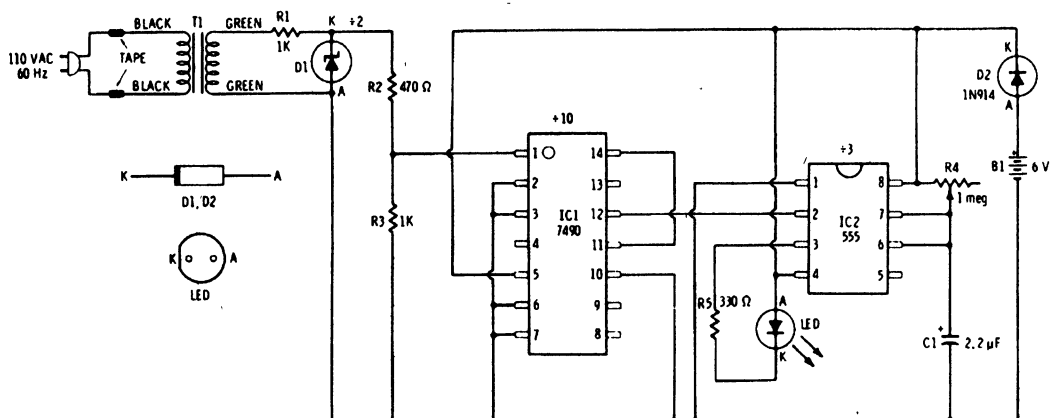 BLACK T1 GREEN R1 K ÷2
1K
110 VAC
60 Hz
TAPE
D1
BLACK GREEN A
R2 470 Ω
K
D2
1N914
A
÷10
÷3
1 14
K A
D1, D2
2 13
B1 6 V
1 8
R4
1 meg
3 IC1 12
7490
R3 1K
2 IC2 7
555
4 11
3 6
K A
LED
5 10
4 5
6 9
7 8
R5 330 Ω
A
LED
K
C1 + 2.2 µF